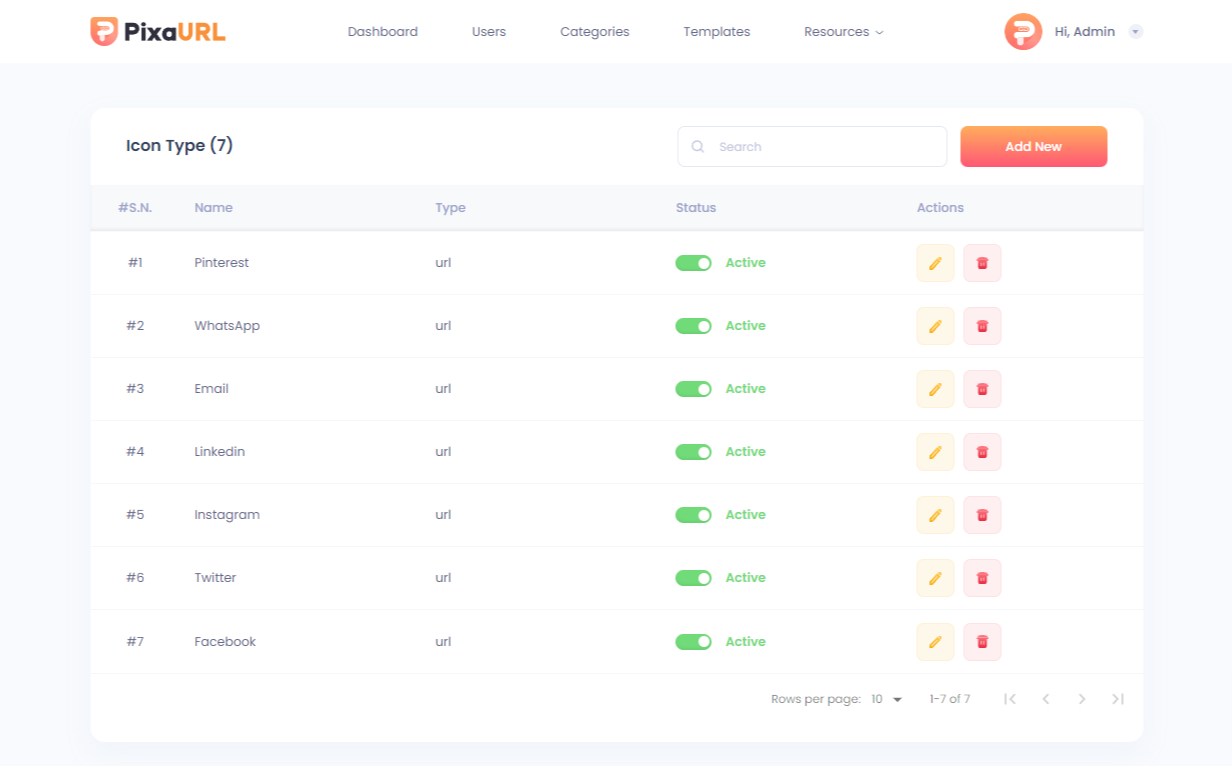 PixaURL Dashboard Users Categories Templates Resources Hi, Admin
Icon Type (7) Search Add New
#S.N. Name Type Status Actions
#1 Pinterest url Active
#2 WhatsApp url Active
#3 Email url Active
#4 Linkedin url Active
#5 Instagram url Active
#6 Twitter url Active
#7 Facebook url Active
Rows per page: 10 1-7 of 7